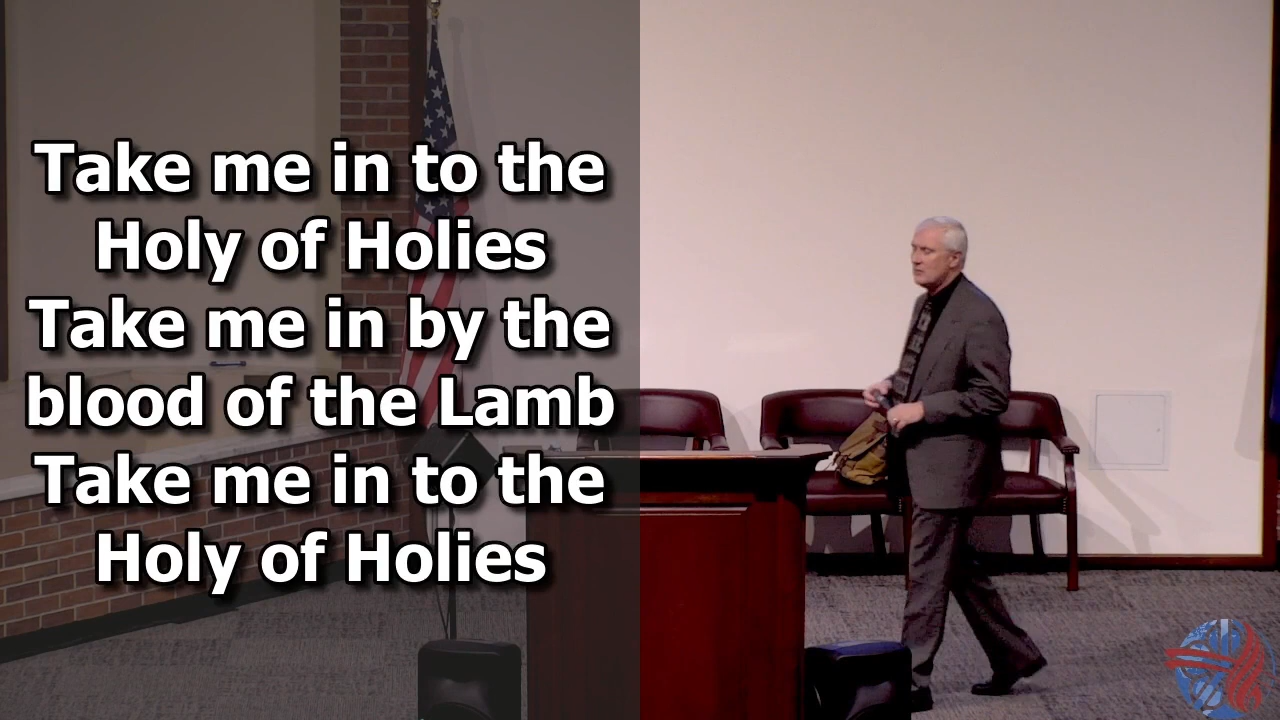 Take me in to the
Holy of Holies
Take me in by the
blood of the Lamb
Take me in to the
Holy of Holies